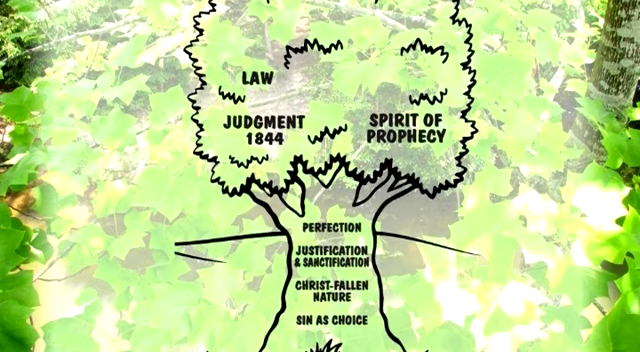 LAW
JUDGMENT
1844
SPIRIT OF
PROPHECY
PERFECTION
JUSTIFICATION
& SANCTIFICATION
CHRIST-FALLEN
NATURE
SIN AS CHOICE